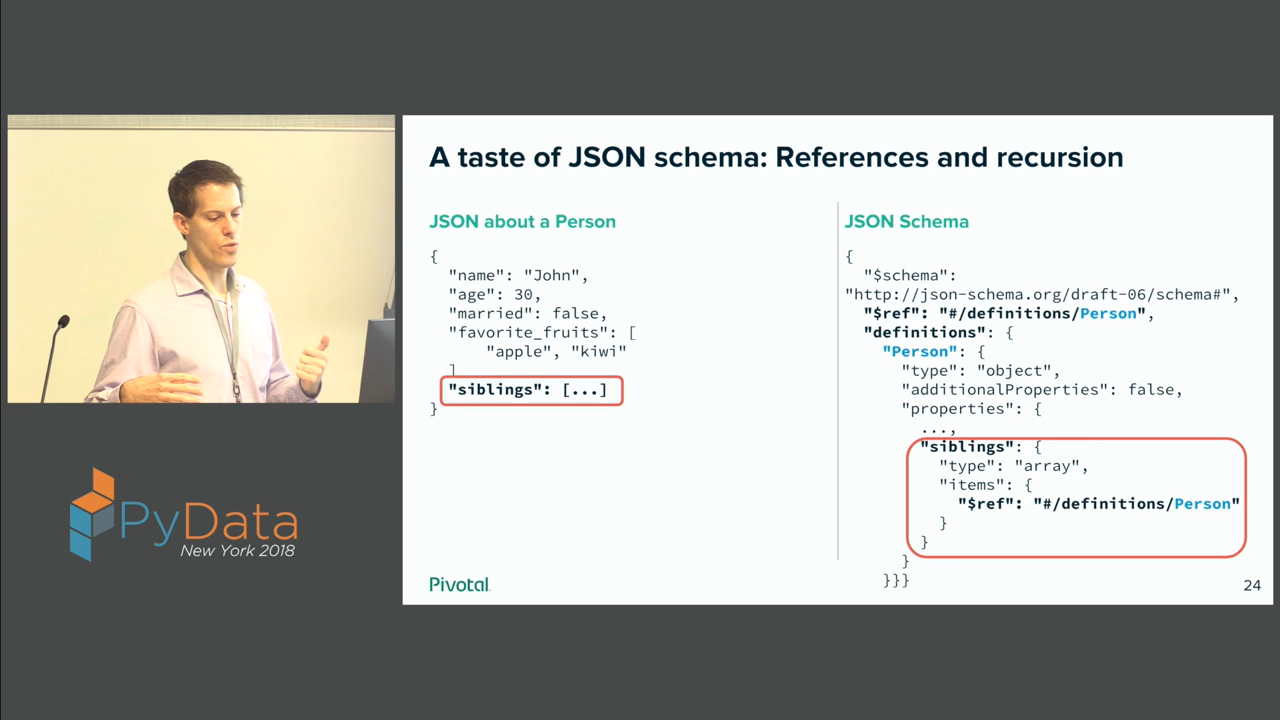 A taste of JSON schema: References and recursion
JSON about a Person
{
"name": "John",
"age": 30,
"married": false,
"favorite_fruits": [
"apple", "kiwi"
]
"siblings": [...]
}
JSON Schema
{
"$schema":
"http://json-schema.org/draft-06/schema#",
"$ref": "#/definitions/Person",
"definitions": {
"Person": {
"type": "object",
"additionalProperties": false,
"properties": {
...,
"siblings": {
"type": "array",
"items": {
"$ref": "#/definitions/Person"
}
}
}
}}}
Pivotal
24
PyData
New York 2018